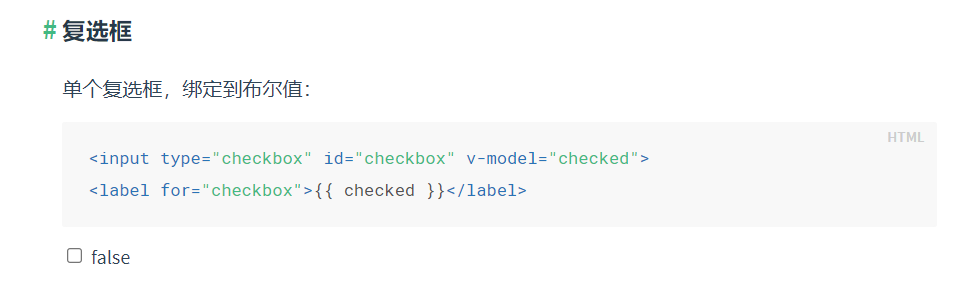 # 复选框
单个复选框，绑定到布尔值：
HTML
<input type="checkbox" id="checkbox" v-model="checked">
<label for="checkbox">{{ checked }}</label>
false